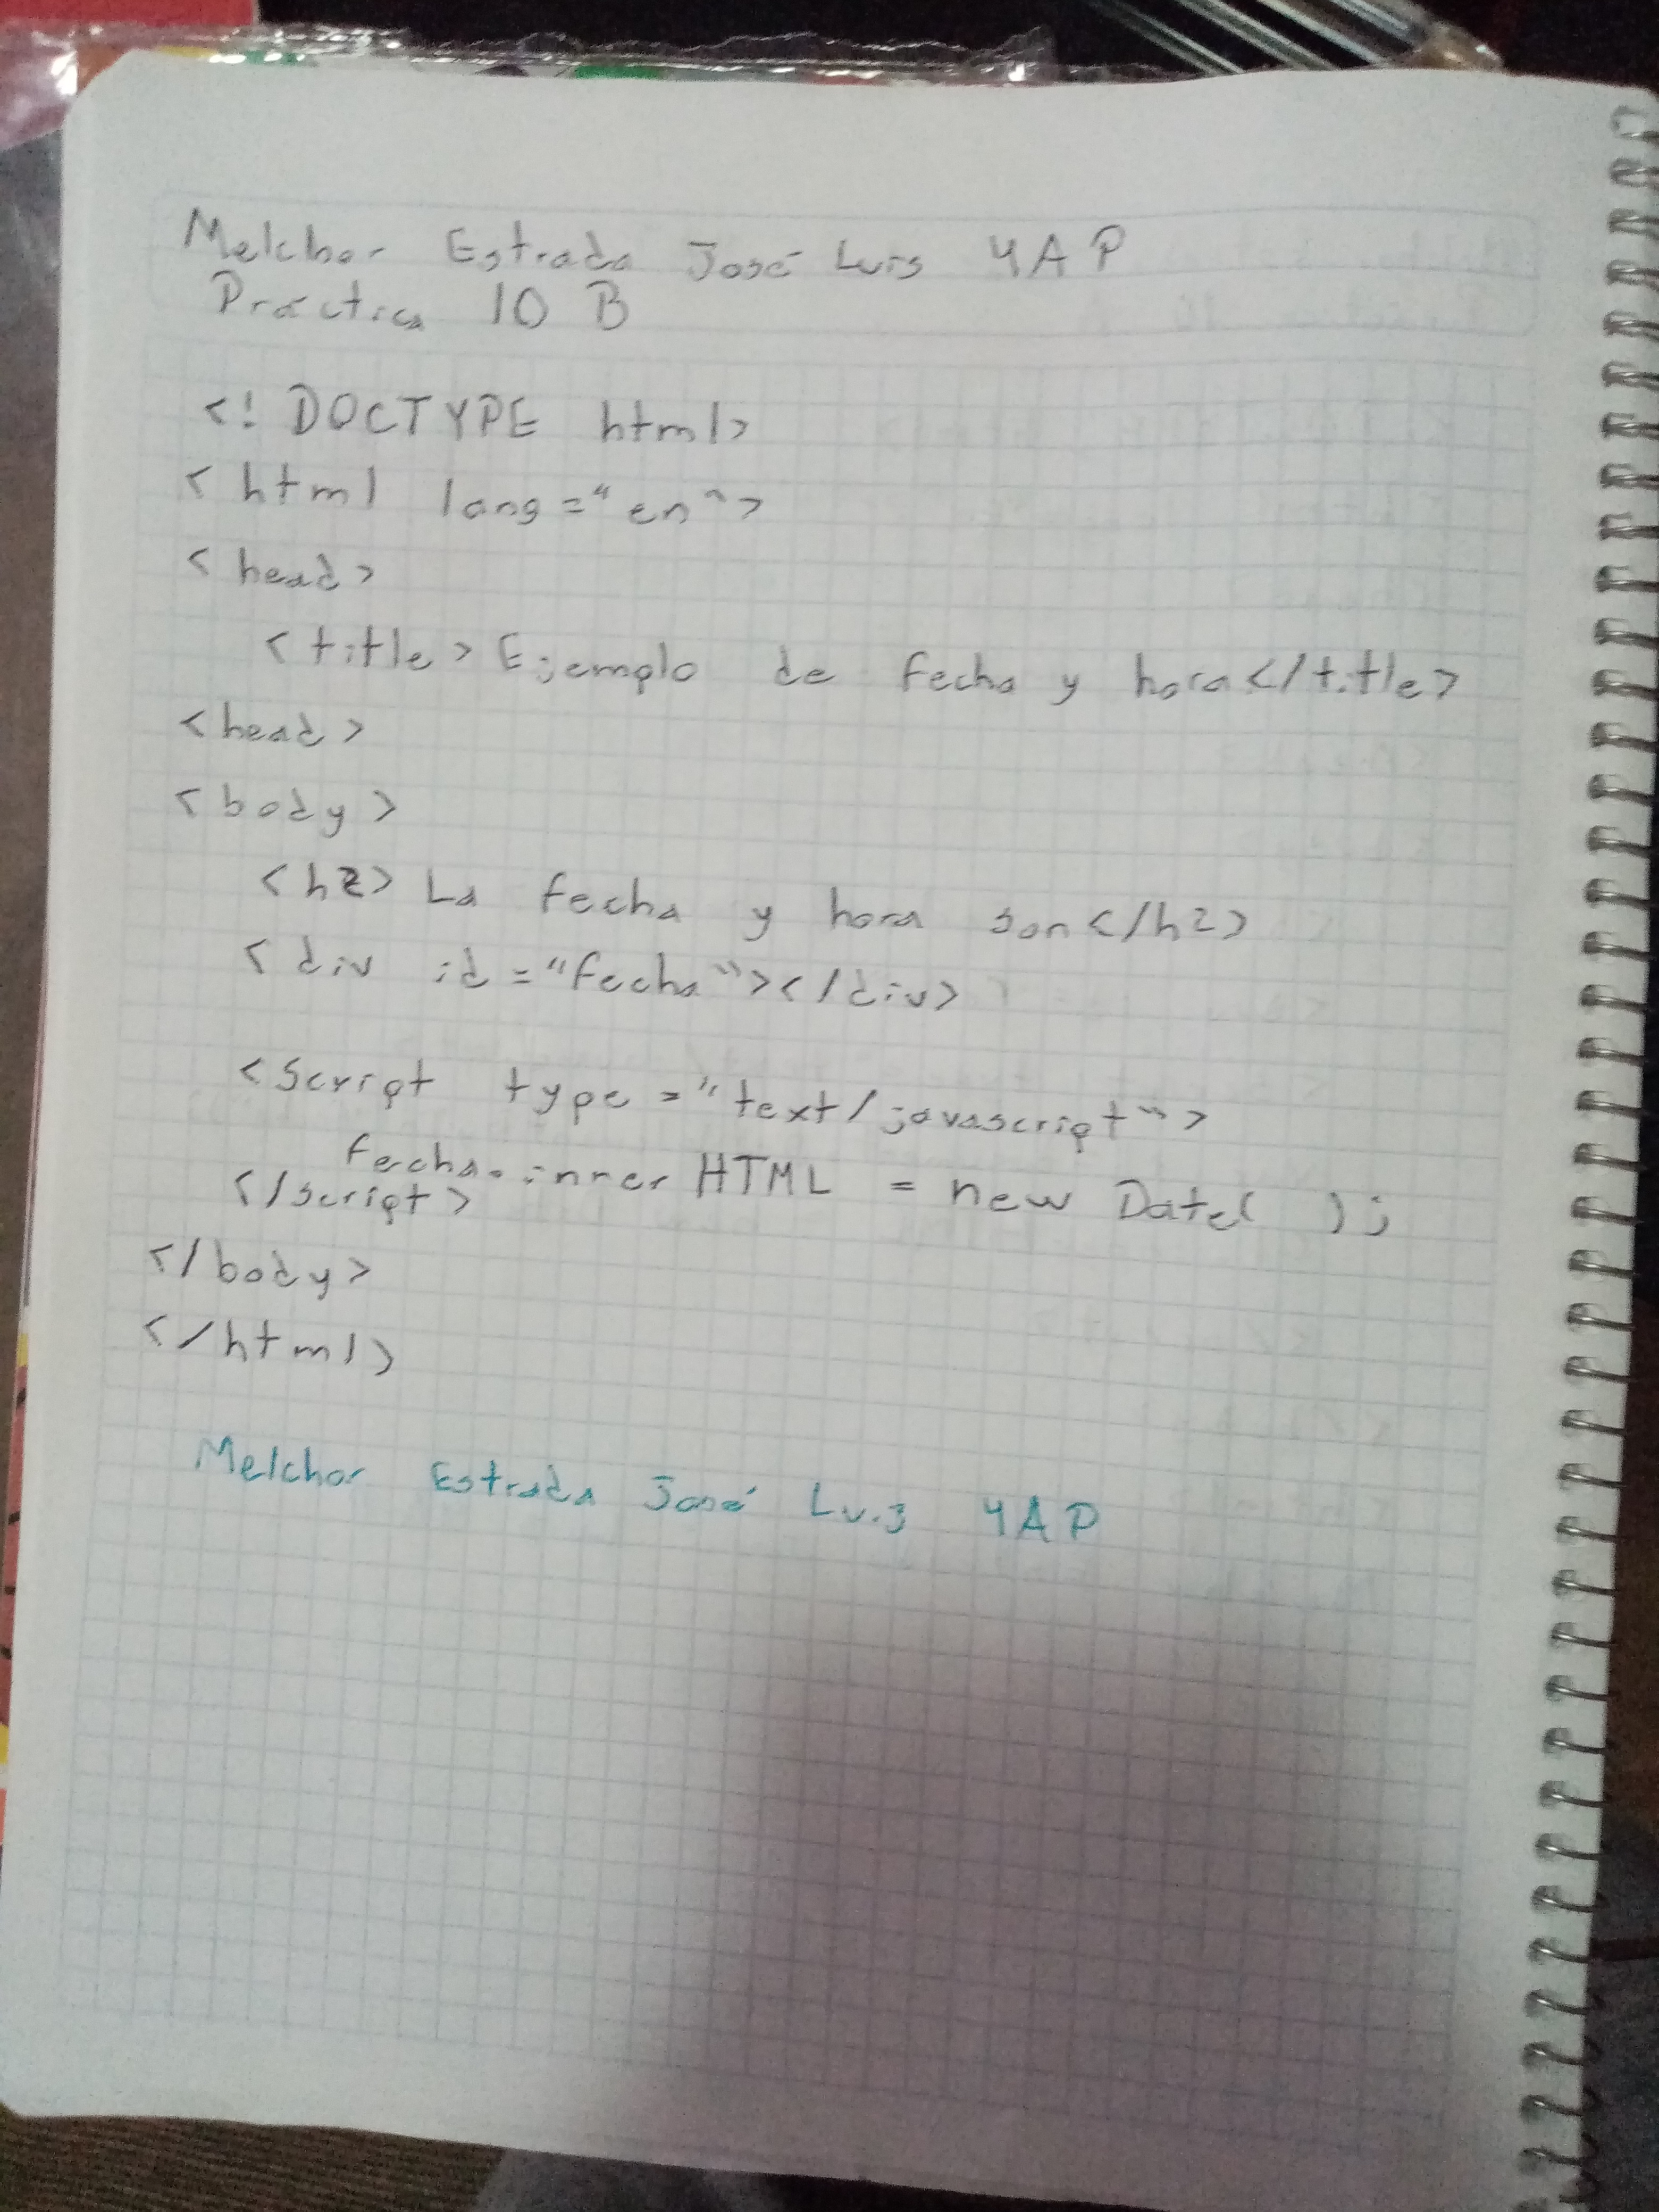 Melchor Estrada José Luis 4AP
Práctica 10 B
<! DOCTYPE html>
<html lang="en">
<head>
<title> Ejemplo de fecha y hora</title>
<head>
<body>
<h2> La fecha y hora son</h2>
<div id="fecha"></div>
<script type="text/javascript">
fecha.innerHTML = new Date( );
</script>
</body>
</html>
Melchor Estrada José Luis 4AP